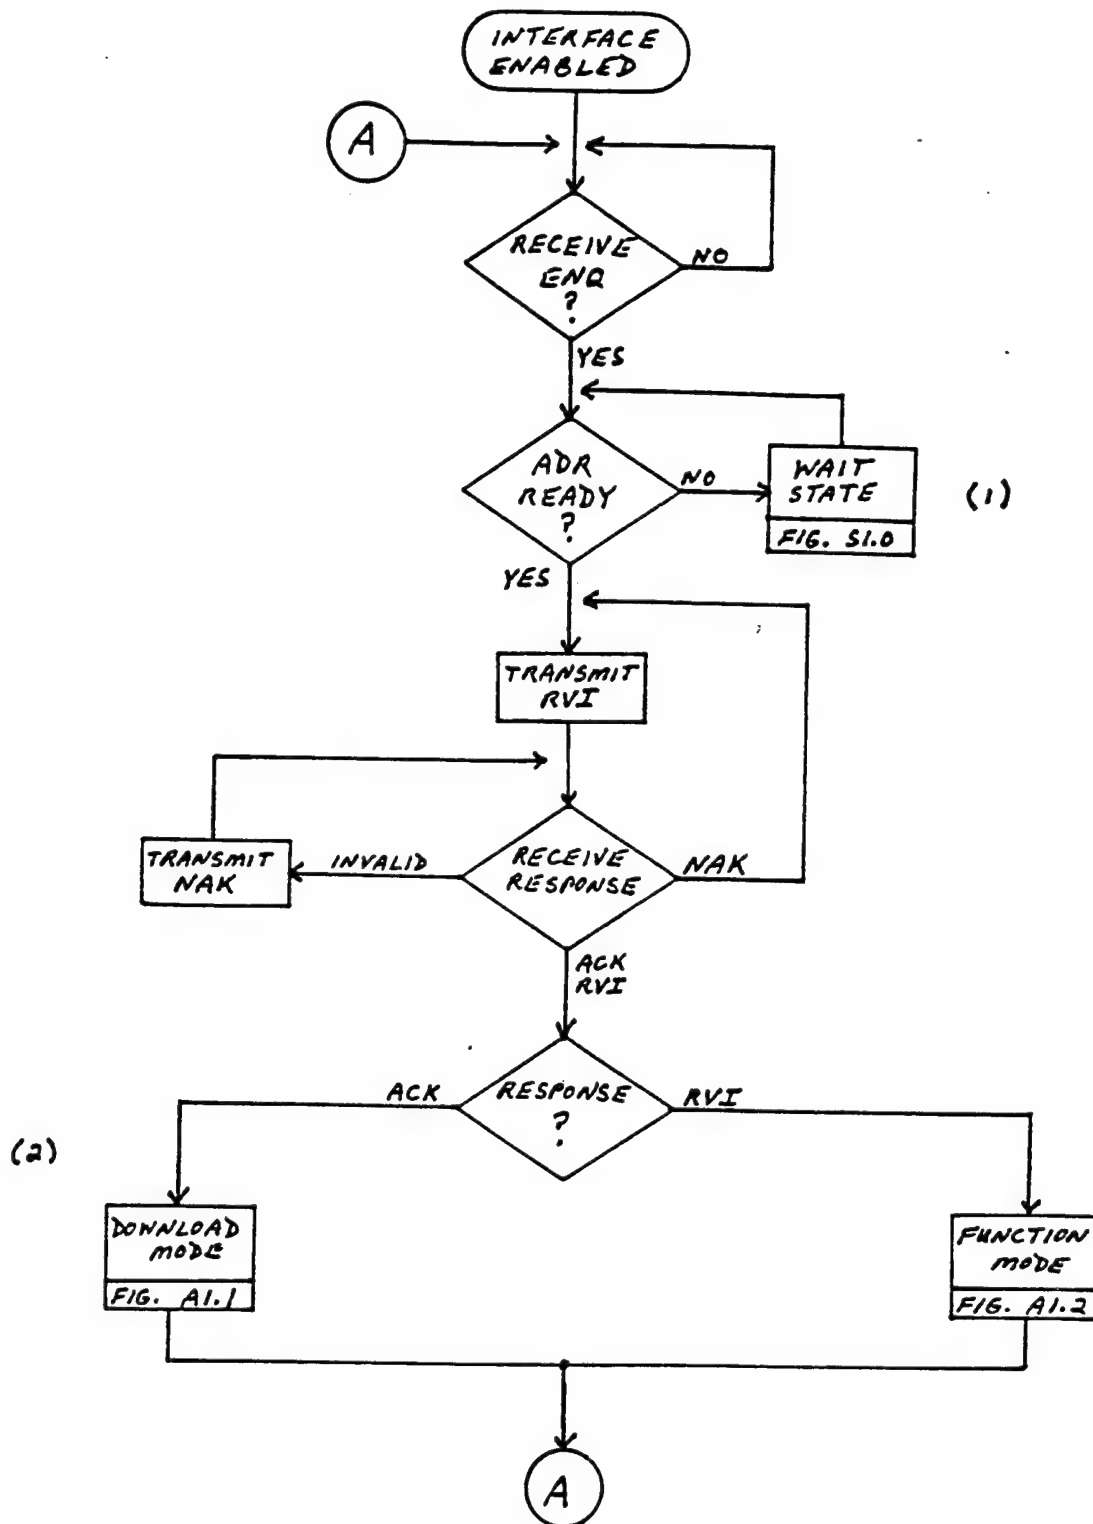 INTERFACE
ENABLED
A
RECEIVE
ENQ
?
NO
YES
ADR
READY
?
NO
WAIT
STATE
FIG. S1.0
(1)
YES
TRANSMIT
RVI
TRANSMIT
NAK
INVALID
RECEIVE
RESPONSE
NAK
ACK
RVI
ACK
RESPONSE
?
RVI
(2)
DOWNLOAD
MODE
FIG. A1.1
FUNCTION
MODE
FIG. A1.2
A